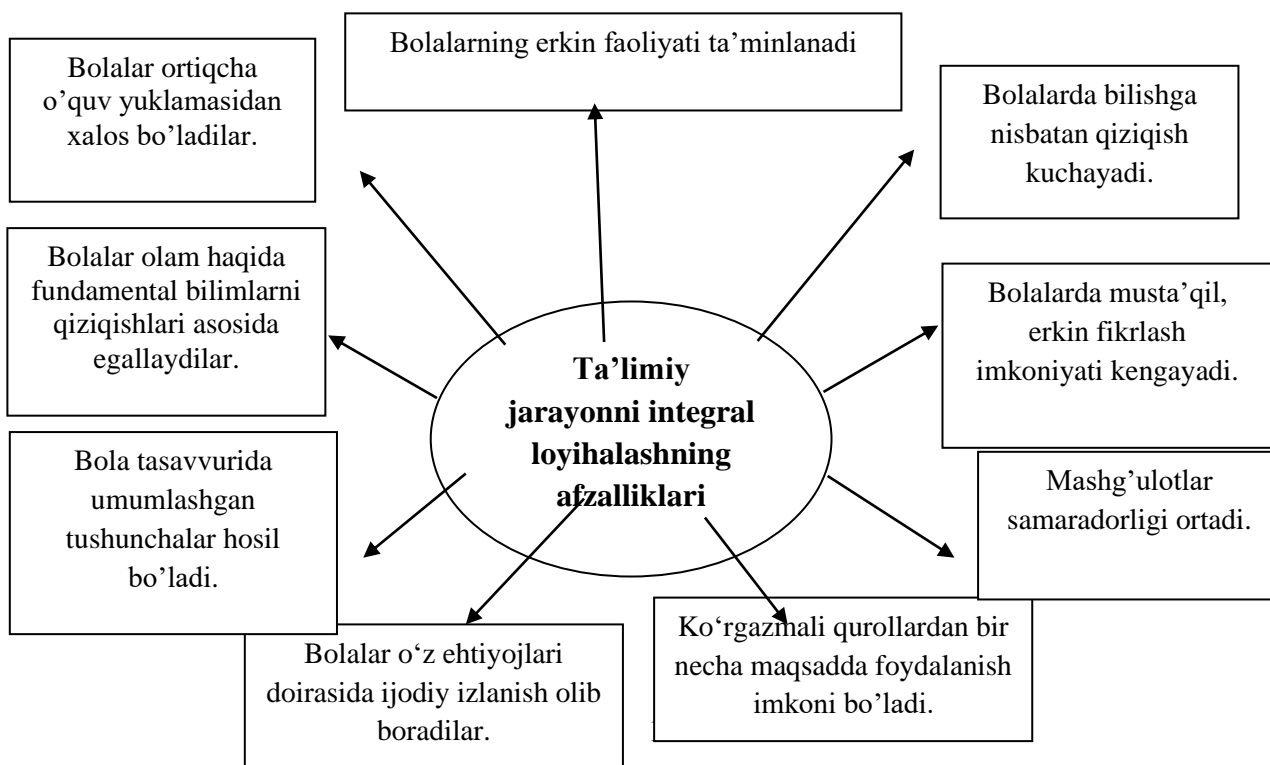 Bolalarning erkin faoliyati ta’minlanadi
Bolalar ortiqcha
o’quv yuklamasidan
xalos bo’ladilar.
Bolalarda bilishga
nisbatan qiziqish
kuchayadi.
Bolalar olam haqida
fundamental bilimlarni
qiziqishlari asosida
egallaydilar.
Bolalarda musta’qil,
erkin fikrlash
imkoniyati kengayadi.
Ta’limiy
jarayonni integral
loyihalashning
afzalliklari
Bola tasavvurida
umumlashgan
tushunchalar hosil
bo’ladi.
Mashg’ulotlar
samaradorligi ortadi.
Bolalar o‘z ehtiyojlari
doirasida ijodiy izlanish olib
boradilar.
Ko‘rgazmali qurollardan bir
necha maqsadda foydalanish
imkoni bo’ladi.